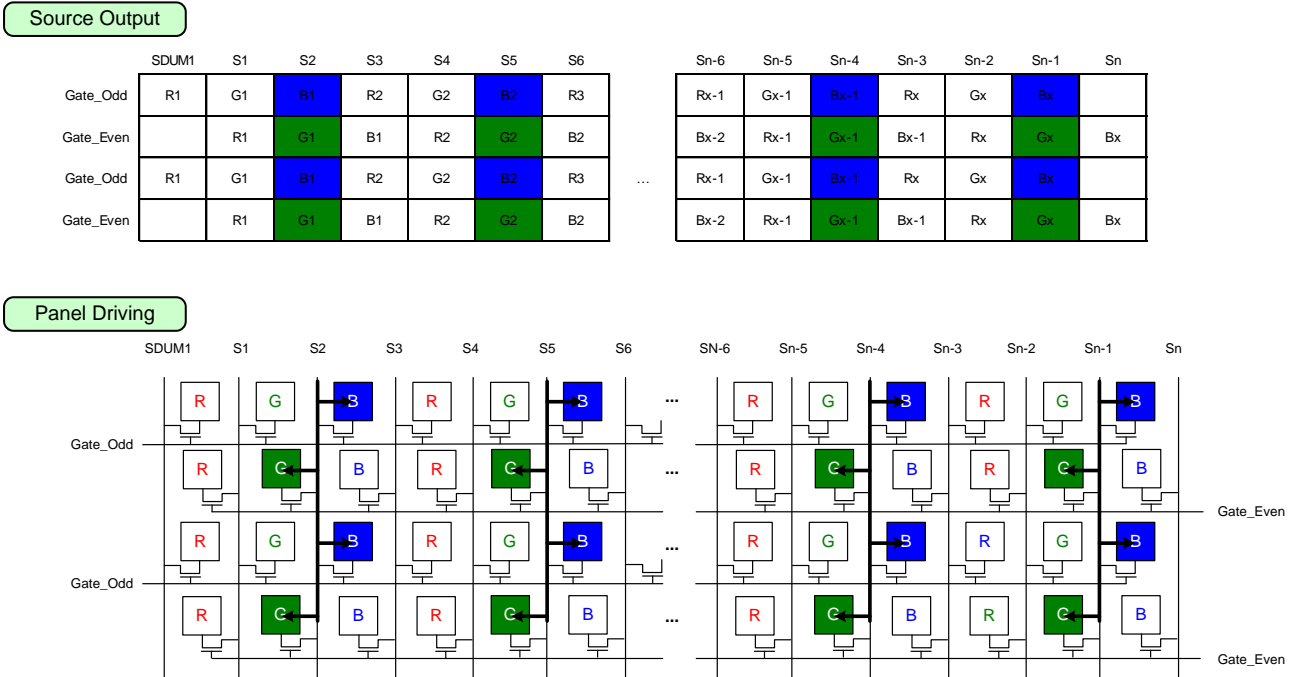 Source Output
SDUM1 S1 S2 S3 S4 S5 S6 Sn-6 Sn-5 Sn-4 Sn-3 Sn-2 Sn-1 Sn
Gate_Odd R1 G1 B1 R2 G2 B2 R3 Rx-1 Gx-1 Bx-1 Rx Gx Bx
Gate_Even R1 G1 B1 R2 G2 B2 Bx-2 Rx-1 Gx-1 Bx-1 Rx Gx Bx
Gate_Odd R1 G1 B1 R2 G2 B2 R3 ... Rx-1 Gx-1 Bx-1 Rx Gx Bx
Gate_Even R1 G1 B1 R2 G2 B2 Bx-2 Rx-1 Gx-1 Bx-1 Rx Gx Bx
Panel Driving
SDUM1 S1 S2 S3 S4 S5 S6 SN-6 Sn-5 Sn-4 Sn-3 Sn-2 Sn-1 Sn
R G B R G B ... R G B R G B
Gate_Odd
R G B R G B ... R G B R G B
Gate_Even
R G B R G B ... R G B R G B
Gate_Odd
R G B R G B ... R G B R G B
Gate_Even